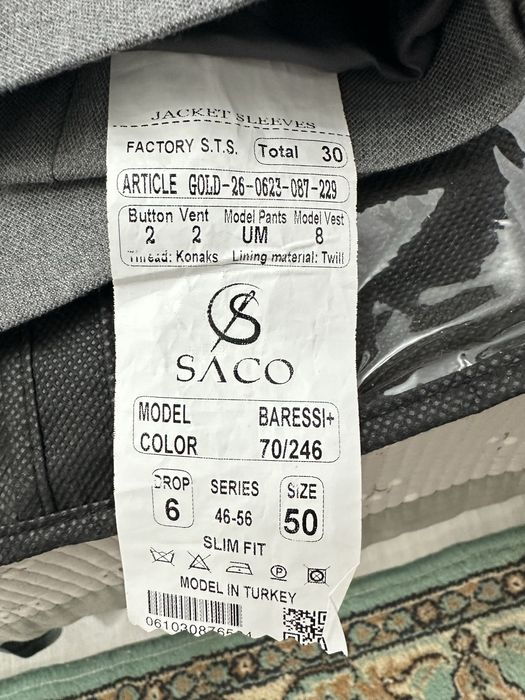 JACKET SLEEVES
FACTORY S.T.S. Total 30
ARTICLE GOLD-26-0623-087-229
Button Vent Model Pants Model Vest
2 2 UM 8
Thread: Konaks Lining material: Twill
S
SACO
MODEL BARESSI+
COLOR 70/246
DROP SERIES SIZE
6 46-56 50
SLIM FIT
MODEL IN TURKEY